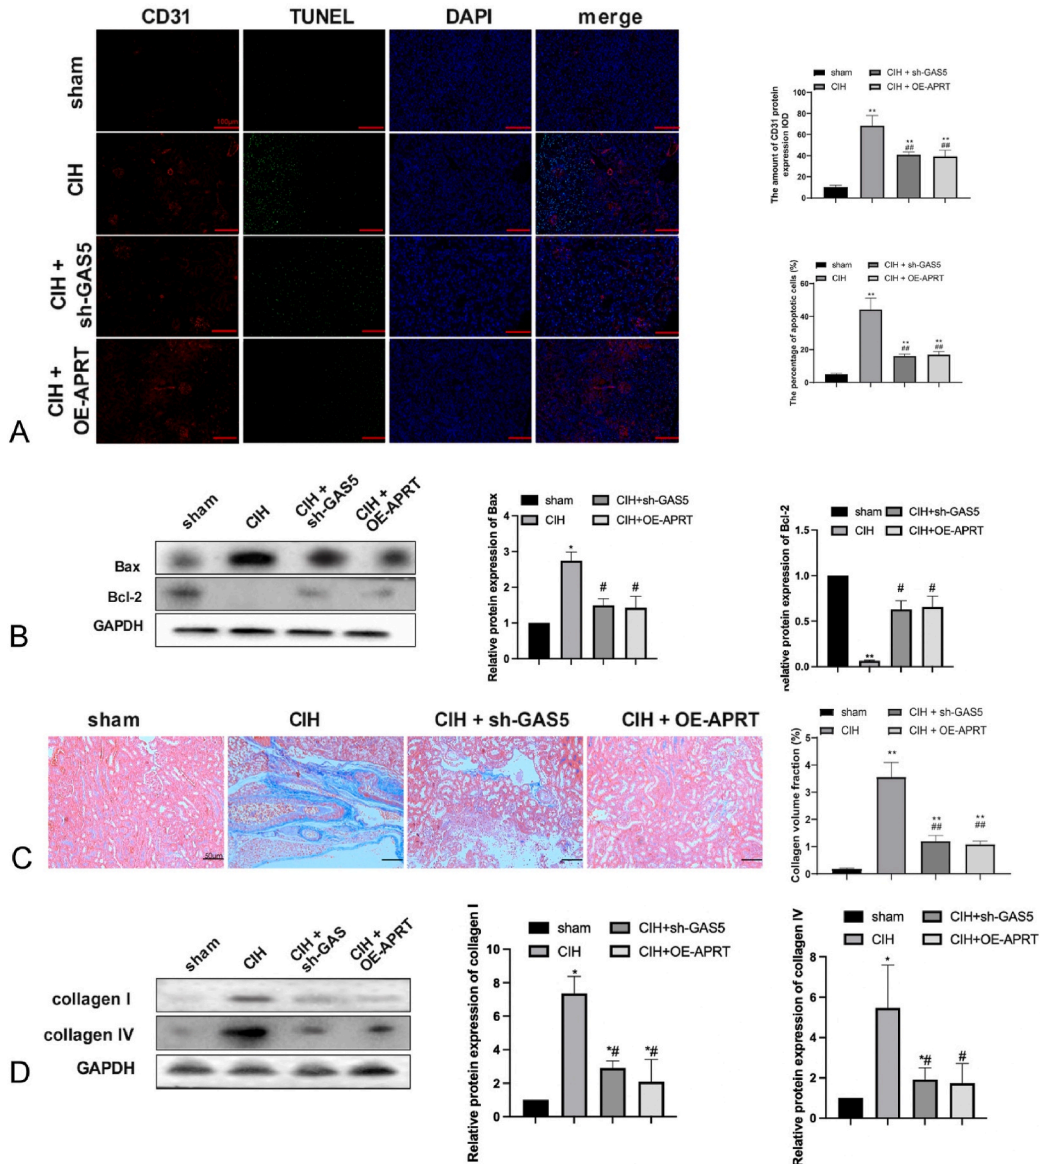 CD31 TUNEL DAPI merge
sham
100μm
CIH
CIH +
sh-GAS5
CIH +
OE-APRT
A
sham CIH + sh-GAS5
CIH CIH + OE-APRT
The amount of CD31 protein
expression IOD
100
80
60
40
20
0
**
**
##
**
##
sham CIH + sh-GAS5
CIH CIH + OE-APRT
The percentage of apoptotic cells (%)
60
40
20
0
**
**
##
**
##
B
sham
CIH
CIH +
sh-GAS5
CIH +
OE-APRT
Bax
Bcl-2
GAPDH
sham CIH+sh-GAS5
CIH CIH+OE-APRT
Relative protein expression of Bax
4
3
2
1
0
*
#
#
sham CIH+sh-GAS5
CIH CIH+OE-APRT
Relative protein expression of Bcl-2
1.5
1.0
0.5
0.0
**
#
#
C
sham CIH CIH + sh-GAS5 CIH + OE-APRT
50μm
sham CIH + sh-GAS5
CIH CIH + OE-APRT
Collagen volume fraction (%)
5
4
3
2
1
0
**
**
##
**
##
D
sham
CIH
CIH +
sh-GAS
CIH +
OE-APRT
collagen I
collagen IV
GAPDH
sham CIH+sh-GAS5
CIH CIH+OE-APRT
Relative protein expression of collagen I
10
8
6
4
2
0
*
*#
*#
sham CIH+sh-GAS5
CIH CIH+OE-APRT
Relative protein expression of collagen IV
8
6
4
2
0
*
*#
#